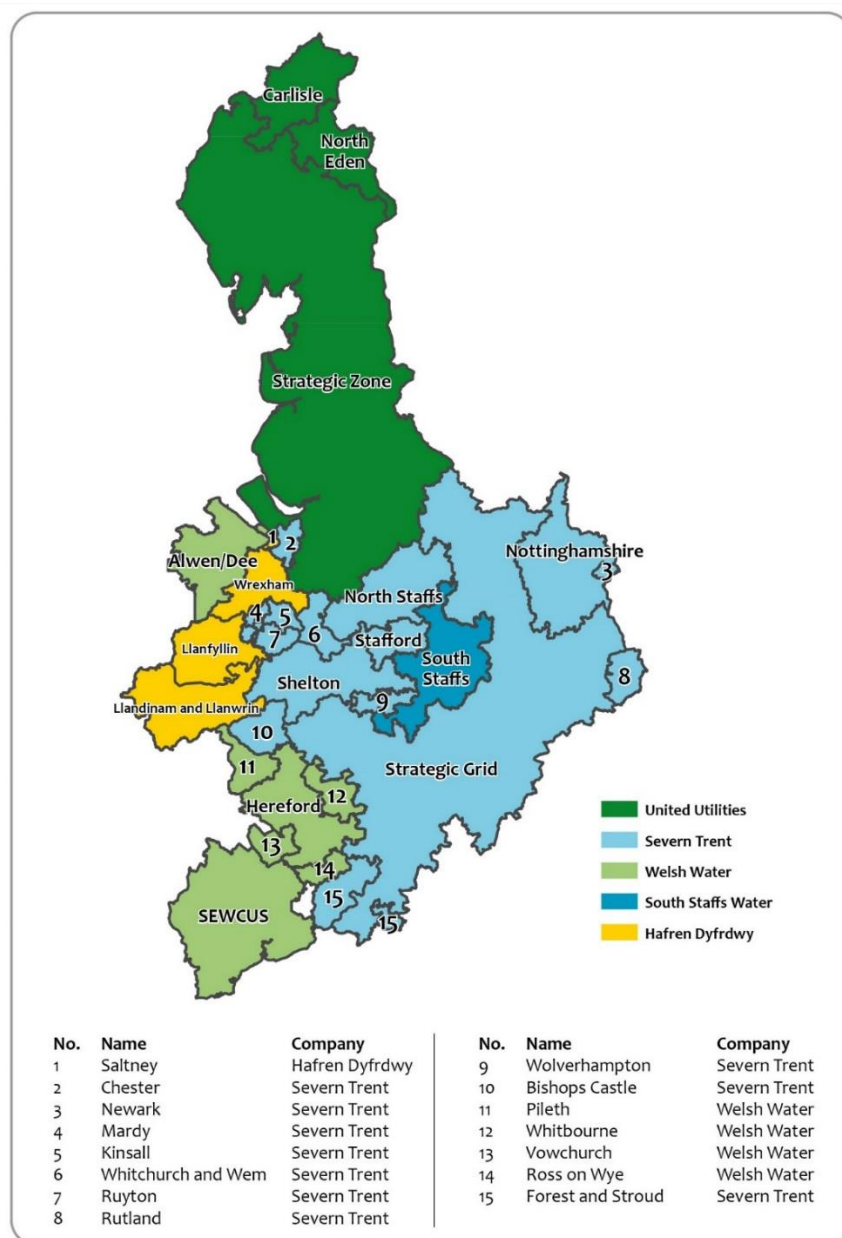 Carlisle
North
Eden
Strategic Zone
1
2
Alwen/Dee
Nottinghamshire
3
Wrexham
North Staffs
4
5
6
7
Stafford
Llanfyllin
South
Staffs
Shelton
8
Llandinam and Llanwrin
9
10
Strategic Grid
11
12
Hereford
13
14
15
15
SEWCUS
United Utilities
Severn Trent
Welsh Water
South Staffs Water
Hafren Dyfrdwy
No. Name Company
1 Saltney Hafren Dyfrdwy
2 Chester Severn Trent
3 Newark Severn Trent
4 Mardy Severn Trent
5 Kinsall Severn Trent
6 Whitchurch and Wem Severn Trent
7 Ruyton Severn Trent
8 Rutland Severn Trent
No. Name Company
9 Wolverhampton Severn Trent
10 Bishops Castle Severn Trent
11 Pileth Welsh Water
12 Whitbourne Welsh Water
13 Vowchurch Welsh Water
14 Ross on Wye Welsh Water
15 Forest and Stroud Severn Trent